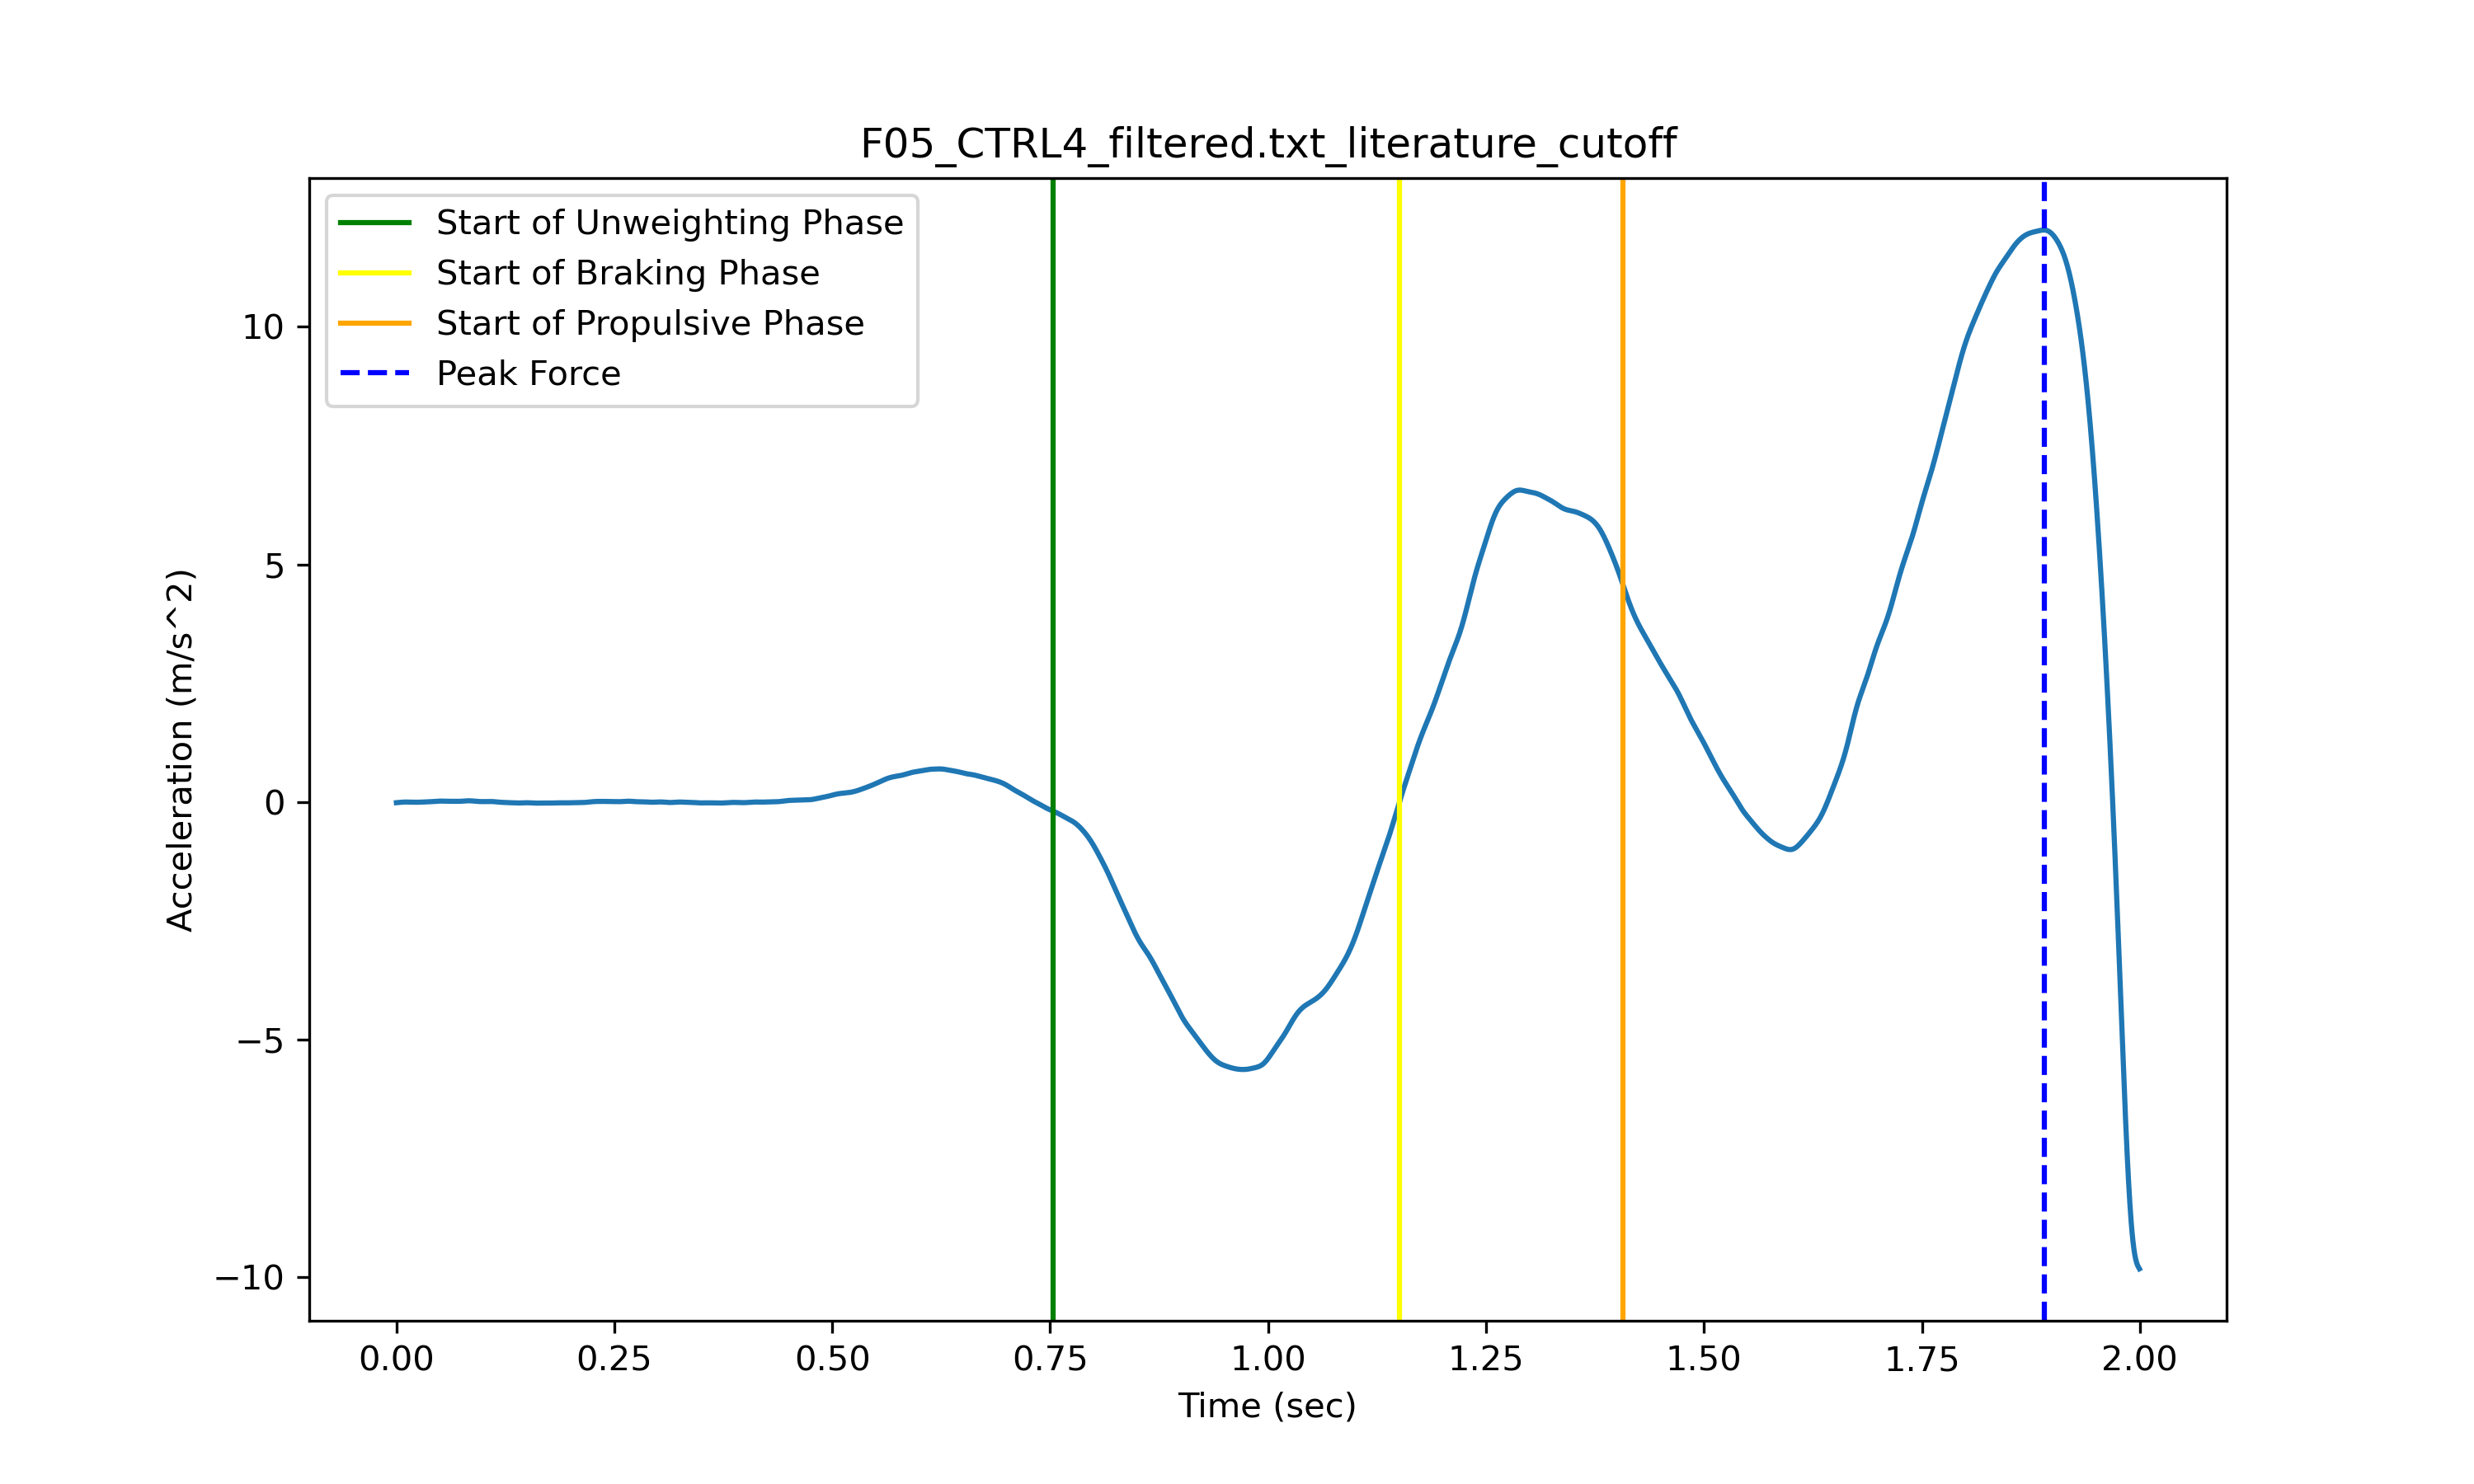 F05_CTRL4_filtered.txt_literature_cutoff
Start of Unweighting Phase
Start of Braking Phase
Start of Propulsive Phase
Peak Force
10
5
0
−5
−10
Acceleration (m/s^2)
0.00 0.25 0.50 0.75 1.00 1.25 1.50 1.75 2.00
Time (sec)